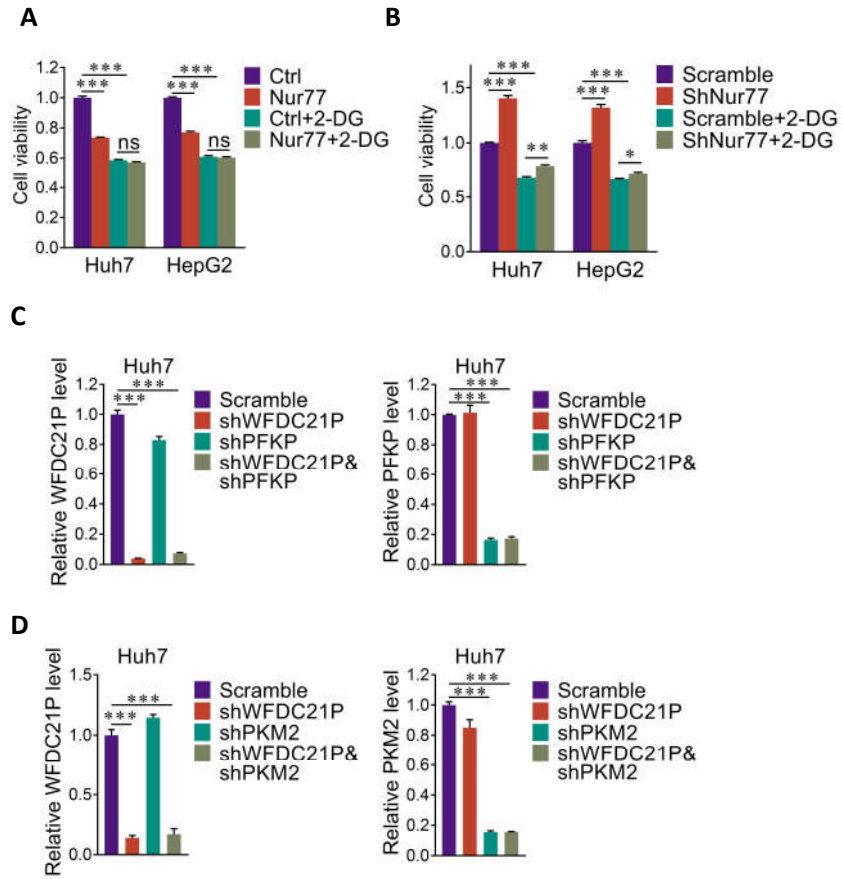 A
Cell viability
1.2
1.0
0.8
0.6
0.4
0.2
0.0
***
***
ns
***
***
ns
Huh7
HepG2
Ctrl
Nur77
Ctrl+2-DG
Nur77+2-DG
B
Cell viability
1.5
1.0
0.5
0.0
***
***
**
***
***
*
Huh7
HepG2
Scramble
ShNur77
Scramble+2-DG
ShNur77+2-DG
C
Huh7
Relative WFDC21P level
1.2
1.0
0.8
0.6
0.4
0.2
0.0
***
***
Scramble
shWFDC21P
shPFKP
shWFDC21P&
shPFKP
Huh7
Relative PFKP level
1.2
1.0
0.8
0.6
0.4
0.2
0.0
***
***
Scramble
shWFDC21P
shPFKP
shWFDC21P&
shPFKP
D
Huh7
Relative WFDC21P level
1.5
1.0
0.5
0.0
***
***
Scramble
shWFDC21P
shPKM2
shWFDC21P&
shPKM2
Huh7
Relative PKM2 level
1.2
1.0
0.8
0.6
0.4
0.2
0.0
***
***
Scramble
shWFDC21P
shPKM2
shWFDC21P&
shPKM2